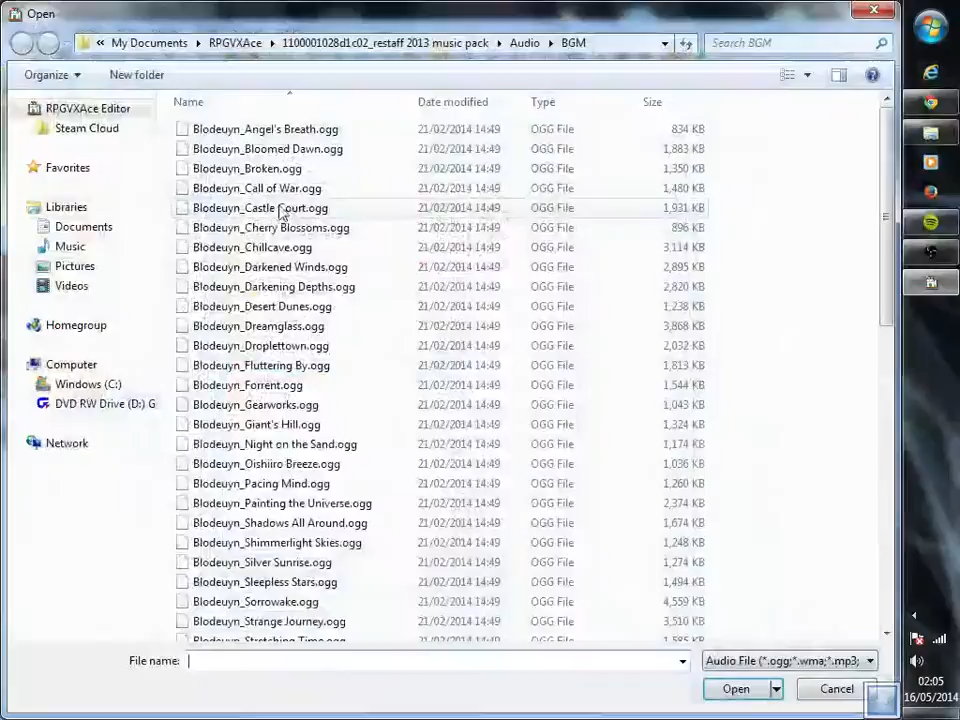 Open
« My Documents ▸ RPGVXAce ▸ 1100001028d1c02_restaff 2013 music pack ▸ Audio ▸ BGM
Search BGM
Organize
New folder
RPGVXAce Editor
Steam Cloud
Favorites
Libraries
Documents
Music
Pictures
Videos
Homegroup
Computer
Windows (C:)
DVD RW Drive (D:) G
Network
Name Date modified Type Size
Blodeuyn_Angel's Breath.ogg 21/02/2014 14:49 OGG File 834 KB
Blodeuyn_Bloomed Dawn.ogg 21/02/2014 14:49 OGG File 1,883 KB
Blodeuyn_Broken.ogg 21/02/2014 14:49 OGG File 1,350 KB
Blodeuyn_Call of War.ogg 21/02/2014 14:49 OGG File 1,480 KB
Blodeuyn_Castle Court.ogg 21/02/2014 14:49 OGG File 1,931 KB
Blodeuyn_Cherry Blossoms.ogg 21/02/2014 14:49 OGG File 896 KB
Blodeuyn_Chillcave.ogg 21/02/2014 14:49 OGG File 3,114 KB
Blodeuyn_Darkened Winds.ogg 21/02/2014 14:49 OGG File 2,895 KB
Blodeuyn_Darkening Depths.ogg 21/02/2014 14:49 OGG File 2,820 KB
Blodeuyn_Desert Dunes.ogg 21/02/2014 14:49 OGG File 1,238 KB
Blodeuyn_Dreamglass.ogg 21/02/2014 14:49 OGG File 3,868 KB
Blodeuyn_Droplettown.ogg 21/02/2014 14:49 OGG File 2,032 KB
Blodeuyn_Fluttering By.ogg 21/02/2014 14:49 OGG File 1,813 KB
Blodeuyn_Forrent.ogg 21/02/2014 14:49 OGG File 1,544 KB
Blodeuyn_Gearworks.ogg 21/02/2014 14:49 OGG File 1,043 KB
Blodeuyn_Giant's Hill.ogg 21/02/2014 14:49 OGG File 1,324 KB
Blodeuyn_Night on the Sand.ogg 21/02/2014 14:49 OGG File 1,174 KB
Blodeuyn_Oishiiro Breeze.ogg 21/02/2014 14:49 OGG File 1,036 KB
Blodeuyn_Pacing Mind.ogg 21/02/2014 14:49 OGG File 1,260 KB
Blodeuyn_Painting the Universe.ogg 21/02/2014 14:49 OGG File 2,374 KB
Blodeuyn_Shadows All Around.ogg 21/02/2014 14:49 OGG File 1,674 KB
Blodeuyn_Shimmerlight Skies.ogg 21/02/2014 14:49 OGG File 1,248 KB
Blodeuyn_Silver Sunrise.ogg 21/02/2014 14:49 OGG File 1,274 KB
Blodeuyn_Sleepless Stars.ogg 21/02/2014 14:49 OGG File 1,494 KB
Blodeuyn_Sorrowake.ogg 21/02/2014 14:49 OGG File 4,559 KB
Blodeuyn_Strange Journey.ogg 21/02/2014 14:49 OGG File 3,510 KB
Blodeuyn_Stretching Time.ogg 21/02/2014 14:49 OGG File 1,585 KB
File name:
Audio File (*.ogg;*.wma;*.mp3;
Open
Cancel
02:05
16/05/2014